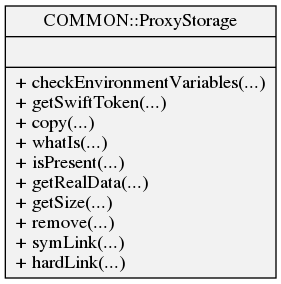 COMMON::ProxyStorage
+ checkEnvironmentVariables(...)
+ getSwiftToken(...)
+ copy(...)
+ whatIs(...)
+ isPresent(...)
+ getRealData(...)
+ getSize(...)
+ remove(...)
+ symLink(...)
+ hardLink(...)